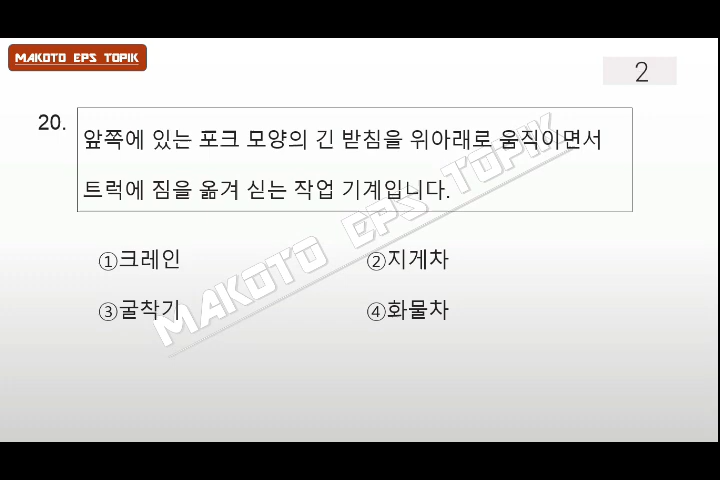 MAKOTO EPS TOPIK
2
20.
앞쪽에 있는 포크 모양의 긴 받침을 위아래로 움직이면서
트럭에 짐을 옮겨 싣는 작업 기계입니다.
①크레인 ②지게차
③굴착기 ④화물차
MAKOTO EPS TOPIK